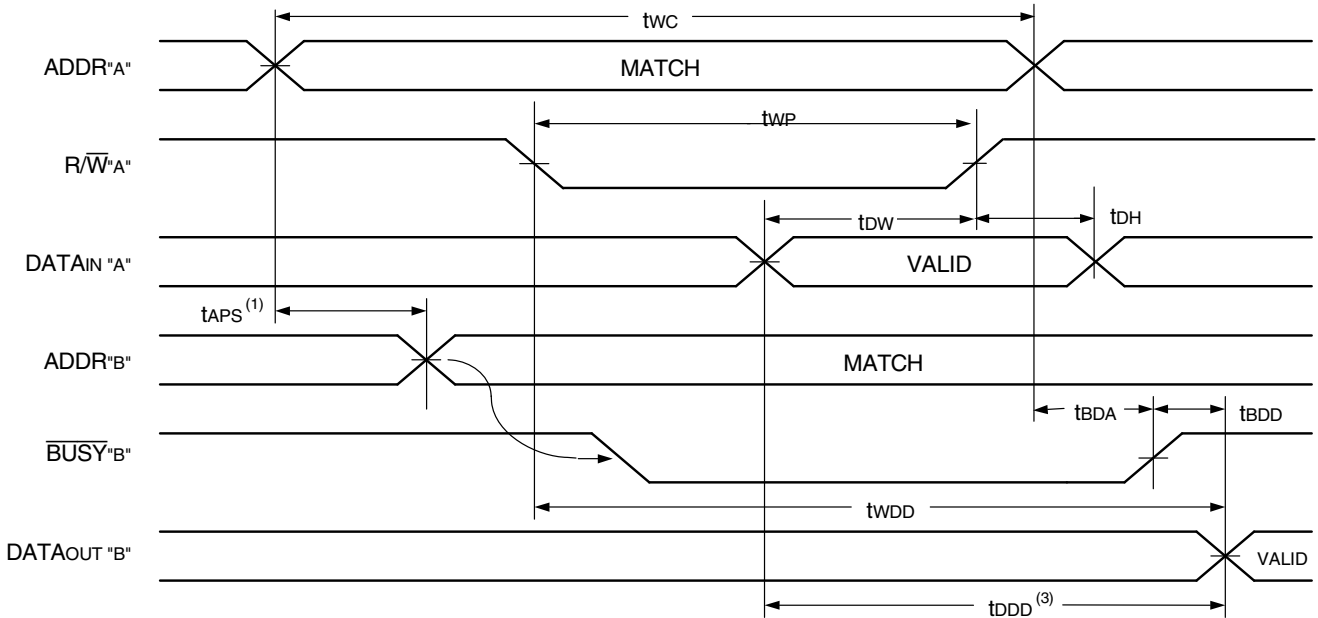 tWC
ADDR"A"
MATCH
tWP
R/W̅"A"
tDW
tDH
DATAIN "A"
VALID
tAPS (1)
ADDR"B"
MATCH
tBDA
tBDD
B̅U̅S̅Y̅"B"
tWDD
DATAOUT "B"
VALID
tDDD (3)